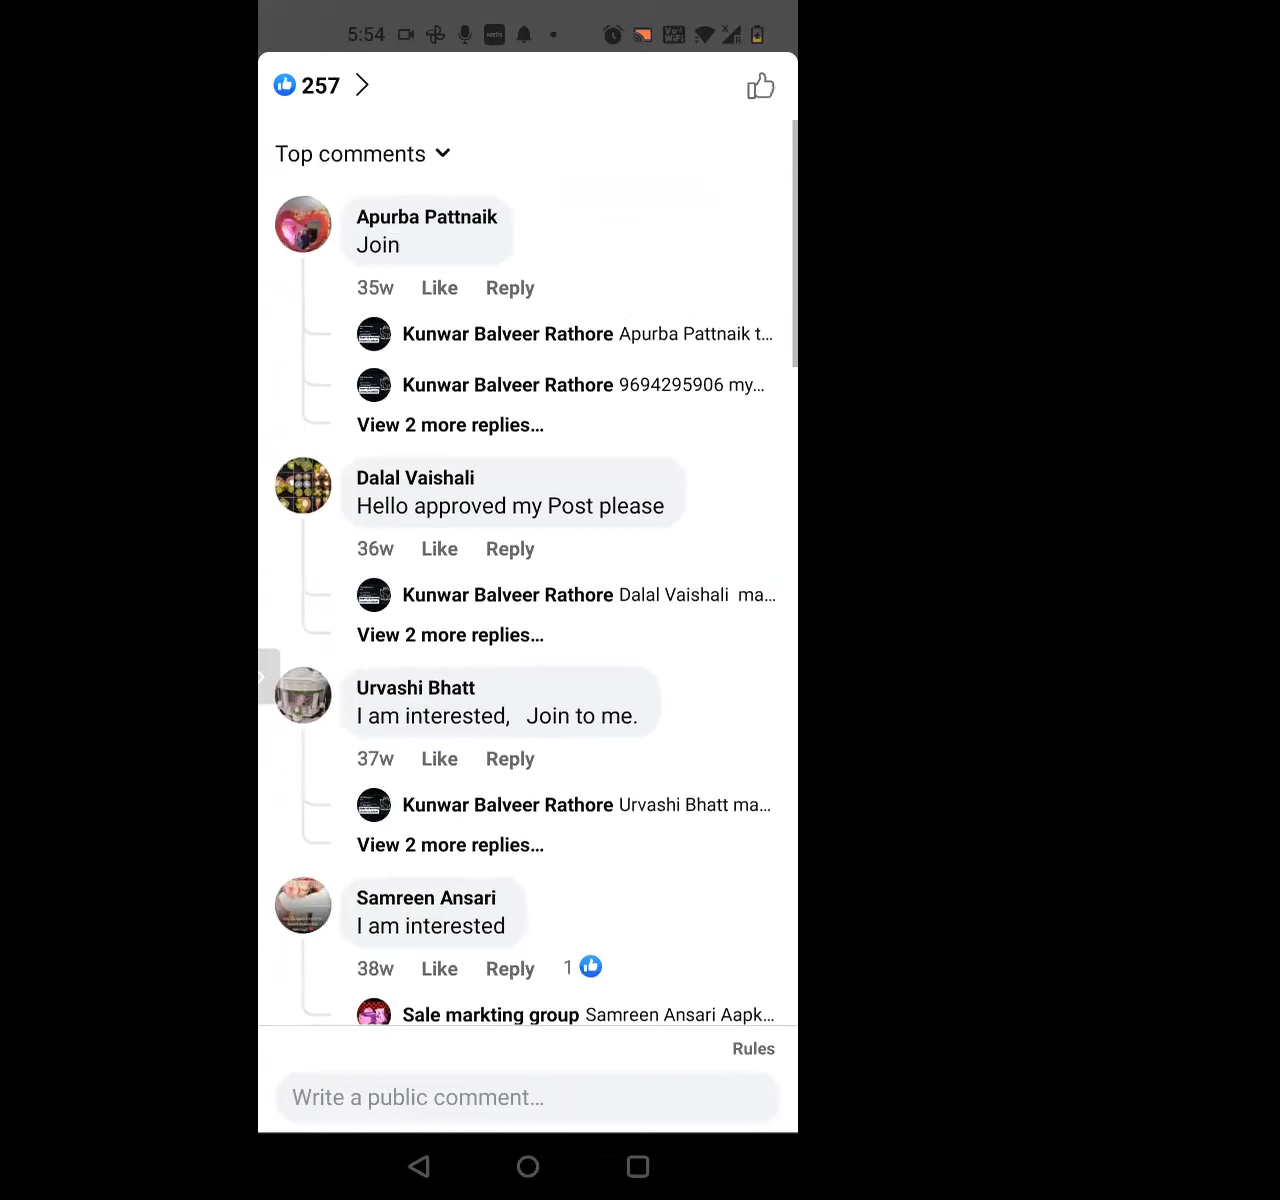 5:54
257
Top comments
Apurba Pattnaik
Join
35w Like Reply
Kunwar Balveer Rathore Apurba Pattnaik t...
Kunwar Balveer Rathore 9694295906 my...
View 2 more replies...
Dalal Vaishali
Hello approved my Post please
36w Like Reply
Kunwar Balveer Rathore Dalal Vaishali ma...
View 2 more replies...
Urvashi Bhatt
I am interested, Join to me.
37w Like Reply
Kunwar Balveer Rathore Urvashi Bhatt ma...
View 2 more replies...
Samreen Ansari
I am interested
38w Like Reply 1
Sale markting group Samreen Ansari Aapk...
Rules
Write a public comment...